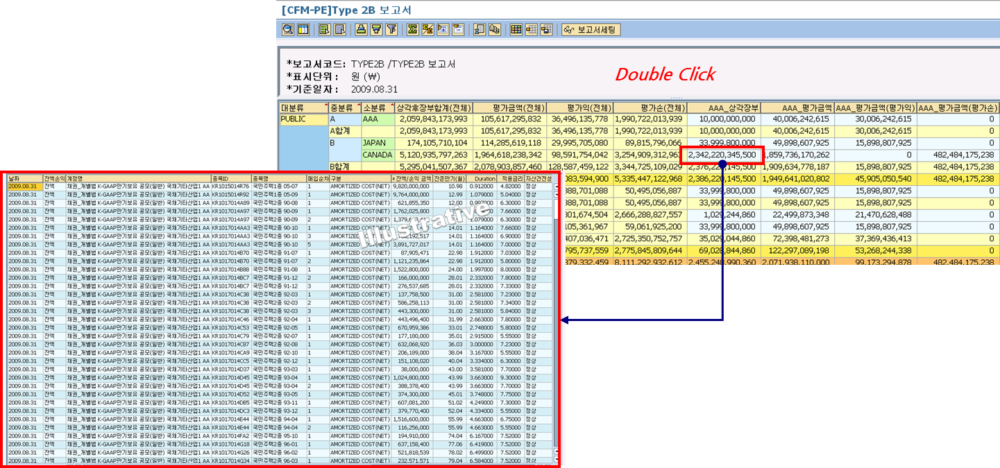 [CFM-PE]Type 2B 보고서
보고서세팅
*보고서코드: TYPE2B /TYPE2B 보고서
*표시단위 : 원 (₩)
*기준일자 : 2009.08.31
Double Click
대분류 중분류 소분류 상각후장부합계(전체) 평가금액(전체) 평가익(전체) 평가손(전체) AAA_상각장부 AAA_평가금액 AAA_평가금액(평가익) AAA_평가금액(평가손)
PUBLIC A AAA 2,059,843,173,993 105,617,295,832 36,496,135,778 1,990,722,013,939 10,000,000,000 40,006,242,615 30,006,242,615 0
A합계 2,059,843,173,993 105,617,295,832 36,496,135,778 1,990,722,013,939 10,000,000,000 40,006,242,615 30,006,242,615 0
B JAPAN 174,105,710,104 114,285,619,118 29,995,705,080 89,815,796,066 33,999,800,000 49,898,607,925 15,898,807,925 0
CANADA 5,120,935,797,263 1,964,618,238,342 98,591,754,042 3,254,909,312,96 2,342,220,345,500 1,859,736,170,262 0 482,484,175,238
B합계 5,295,041,507,367 2,078,903,857,460 128,587,459,122 3,344,725,109,029 2,376,220,145,500 1,909,634,778,187 15,898,807,925 482,484,175,238
083,594,900 5,335,447,122,968 2,386,220,145,500 1,949,641,020,802 45,905,050,540 482,484,175,238
388,701,088 50,495,056,887 33,999,800,000 49,898,607,925 15,898,807,925 0
388,701,088 50,495,056,887 33,999,800,000 49,898,607,925 15,898,807,925 0
301,674,504 2,666,288,827,557 1,029,244,860 22,499,873,348 21,470,628,488 0
105,361,967 59,061,925,200 33,999,800,000 49,898,607,925 15,898,807,925 0
407,036,471 2,725,350,752,757 35,029,044,860 72,398,481,273 37,369,436,413 0
795,737,559 2,775,845,809,644 69,028,844,860 122,297,089,198 53,268,244,338 0
879,332,459 8,111,292,932,612 2,455,248,990,360 2,071,938,110,000 99,173,294,878 482,484,175,238
날짜 잔액손익 계정명 종목ID 종목명 매입순차 구분 잔액/손익 금액 잔존만기(월) Duration 적용금리 자산건전성
2009.08.31 잔액 채권_개별법 K-GAAP만기보유 공모(일반) 국채기타산업1 AA KR1015014R76 국민주택1종 05-07 1 AMORTIZED COST(NET) 9,820,000,000 10.98 0.912000 4.82000 정상
2009.08.31 잔액 채권_개별법 K-GAAP만기보유 공모(일반) 국채기타산업1 AA KR1015014R92 국민주택1종 05-09 1 AMORTIZED COST(NET) 9,764,000,000 12.99 1.079000 5.04000 정상
2009.08.31 잔액 채권_개별법 K-GAAP만기보유 공모(일반) 국채기타산업1 AA KR1017014A89 국민주택2종 90-08 1 AMORTIZED COST(NET) 621,855,350 12.00 6.30000 정상
2009.08.31 잔액 채권_개별법 K-GAAP만기보유 공모(일반) 국채기타산업1 AA KR1017014A97 국민주택2종 90-09 1 AMORTIZED COST(NET) 1,762,025,800 7.66000 정상
2009.08.31 잔액 채권_개별법 K-GAAP만기보유 공모(일반) 국채기타산업1 AA KR1017014A97 국민주택2종 90-09 2 AMORTIZED COST(NET) 6.30000 정상
2009.08.31 잔액 채권_개별법 K-GAAP만기보유 공모(일반) 국채기타산업1 AA KR1017014AA3 국민주택2종 90-10 1 AMORTIZED COST(NET) 14.01 1.164000 7.66000 정상
2009.08.31 잔액 채권_개별법 K-GAAP만기보유 공모(일반) 국채기타산업1 AA KR1017014AA3 국민주택2종 90-10 3 AMORTIZED COST(NET) 14.01 1.164000 6.90000 정상
2009.08.31 잔액 채권_개별법 K-GAAP만기보유 공모(일반) 국채기타산업1 AA KR1017014AA3 국민주택2종 90-10 5 AMORTIZED COST(NET) 3,891,727,017 14.01 1.164000 7.00000 정상
2009.08.31 잔액 채권_개별법 K-GAAP만기보유 공모(일반) 국채기타산업1 AA KR1017014B70 국민주택2종 91-07 1 AMORTIZED COST(NET) 87,905,471 22.98 1.912000 7.03000 정상
2009.08.31 잔액 채권_개별법 K-GAAP만기보유 공모(일반) 국채기타산업1 AA KR1017014B70 국민주택2종 91-07 2 AMORTIZED COST(NET) 1,121,235,864 22.98 1.912000 5.80000 정상
2009.08.31 잔액 채권_개별법 K-GAAP만기보유 공모(일반) 국채기타산업1 AA KR1017014B88 국민주택2종 91-08 1 AMORTIZED COST(NET) 1,522,800,000 24.00 1.997000 8.00000 정상
2009.08.31 잔액 채권_개별법 K-GAAP만기보유 공모(일반) 국채기타산업1 AA KR1017014BC7 국민주택2종 91-12 2 AMORTIZED COST(NET) 166,000,000 28.01 2.332000 7.80000 정상
2009.08.31 잔액 채권_개별법 K-GAAP만기보유 공모(일반) 국채기타산업1 AA KR1017014BC7 국민주택2종 91-12 3 AMORTIZED COST(NET) 276,537,685 28.01 2.332000 7.33000 정상
2009.08.31 잔액 채권_개별법 K-GAAP만기보유 공모(일반) 국채기타산업1 AA KR1017014C38 국민주택2종 92-03 1 AMORTIZED COST(NET) 137,758,500 31.00 2.581000 7.23000 정상
2009.08.31 잔액 채권_개별법 K-GAAP만기보유 공모(일반) 국채기타산업1 AA KR1017014C38 국민주택2종 92-03 2 AMORTIZED COST(NET) 586,258,113 31.00 2.581000 7.34000 정상
2009.08.31 잔액 채권_개별법 K-GAAP만기보유 공모(일반) 국채기타산업1 AA KR1017014C38 국민주택2종 92-03 3 AMORTIZED COST(NET) 443,300,000 31.00 2.581000 5.84000 정상
2009.08.31 잔액 채권_개별법 K-GAAP만기보유 공모(일반) 국채기타산업1 AA KR1017014C46 국민주택2종 92-04 1 AMORTIZED COST(NET) 443,496,400 31.99 2.663000 7.80000 정상
2009.08.31 잔액 채권_개별법 K-GAAP만기보유 공모(일반) 국채기타산업1 AA KR1017014C53 국민주택2종 92-05 1 AMORTIZED COST(NET) 670,959,386 33.01 2.748000 5.80000 정상
2009.08.31 잔액 채권_개별법 K-GAAP만기보유 공모(일반) 국채기타산업1 AA KR1017014C79 국민주택2종 92-07 1 AMORTIZED COST(NET) 177,180,000 35.01 2.915000 5.55000 정상
2009.08.31 잔액 채권_개별법 K-GAAP만기보유 공모(일반) 국채기타산업1 AA KR1017014C87 국민주택2종 92-08 1 AMORTIZED COST(NET) 632,068,920 36.03 3.000000 7.23000 정상
2009.08.31 잔액 채권_개별법 K-GAAP만기보유 공모(일반) 국채기타산업1 AA KR1017014CA9 국민주택2종 92-10 1 AMORTIZED COST(NET) 206,189,000 38.04 3.167000 5.55000 정상
2009.08.31 잔액 채권_개별법 K-GAAP만기보유 공모(일반) 국채기타산업1 AA KR1017014CC5 국민주택2종 92-12 1 AMORTIZED COST(NET) 151,108,020 40.04 3.334000 6.30000 정상
2009.08.31 잔액 채권_개별법 K-GAAP만기보유 공모(일반) 국채기타산업1 AA KR1017014D37 국민주택2종 93-03 1 AMORTIZED COST(NET) 38,000,000 43.00 3.581000 7.70000 정상
2009.08.31 잔액 채권_개별법 K-GAAP만기보유 공모(일반) 국채기타산업1 AA KR1017014D45 국민주택2종 93-04 1 AMORTIZED COST(NET) 1,024,800,000 43.99 3.663000 9.30000 정상
2009.08.31 잔액 채권_개별법 K-GAAP만기보유 공모(일반) 국채기타산업1 AA KR1017014D45 국민주택2종 93-04 2 AMORTIZED COST(NET) 388,378,400 43.99 3.663000 7.70000 정상
2009.08.31 잔액 채권_개별법 K-GAAP만기보유 공모(일반) 국채기타산업1 AA KR1017014D52 국민주택2종 93-05 1 AMORTIZED COST(NET) 374,300,000 45.01 3.748000 7.75000 정상
2009.08.31 잔액 채권_개별법 K-GAAP만기보유 공모(일반) 국채기타산업1 AA KR1017014DB5 국민주택2종 93-11 1 AMORTIZED COST(NET) 607,081,200 51.02 4.249000 7.30000 정상
2009.08.31 잔액 채권_개별법 K-GAAP만기보유 공모(일반) 국채기타산업1 AA KR1017014DC3 국민주택2종 93-12 1 AMORTIZED COST(NET) 379,770,400 52.04 4.334000 5.55000 정상
2009.08.31 잔액 채권_개별법 K-GAAP만기보유 공모(일반) 국채기타산업1 AA KR1017014E44 국민주택2종 94-04 1 AMORTIZED COST(NET) 1,516,600,000 55.99 4.663000 6.75000 정상
2009.08.31 잔액 채권_개별법 K-GAAP만기보유 공모(일반) 국채기타산업1 AA KR1017014E44 국민주택2종 94-04 2 AMORTIZED COST(NET) 116,256,000 55.99 4.663000 5.55000 정상
2009.08.31 잔액 채권_개별법 K-GAAP만기보유 공모(일반) 국채기타산업1 AA KR1017014FA2 국민주택2종 95-10 1 AMORTIZED COST(NET) 194,910,000 74.04 6.167000 7.52000 정상
2009.08.31 잔액 채권_개별법 K-GAAP만기보유 공모(일반) 국채기타산업1 AA KR1017014G18 국민주택2종 96-01 1 AMORTIZED COST(NET) 637,158,400 77.06 6.419000 7.52000 정상
2009.08.31 잔액 채권_개별법 K-GAAP만기보유 공모(일반) 국채기타산업1 AA KR1017014G26 국민주택2종 96-02 1 AMORTIZED COST(NET) 521,818,539 78.02 6.499000 7.52000 정상
2009.08.31 잔액 채권_개별법 K-GAAP만기보유 공모(일반) 국채기타산업1 AA KR1017014G34 국민주택2종 96-03 1 AMORTIZED COST(NET) 232,571,571 79.04 6.584000 7.52000 정상
Illustrative